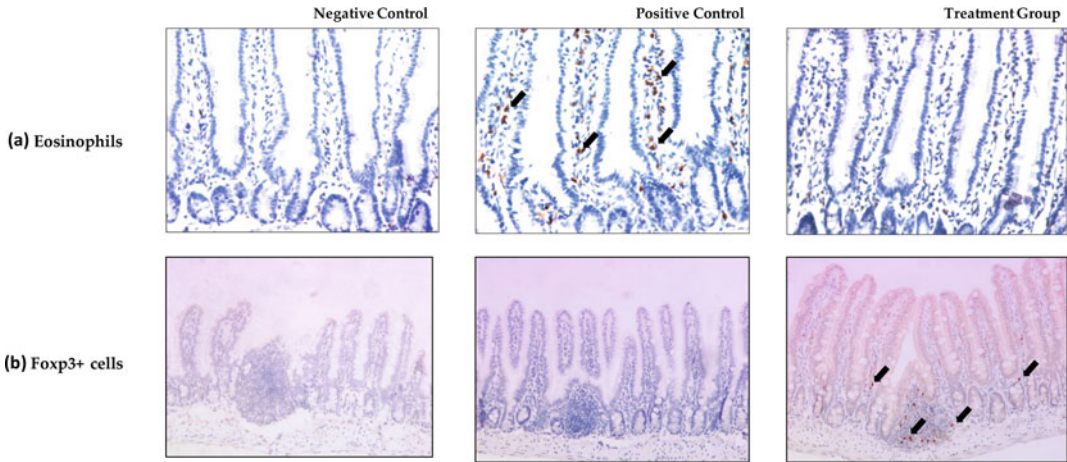 Negative Control
Positive Control
Treatment Group
(a) Eosinophils
(b) Foxp3+ cells